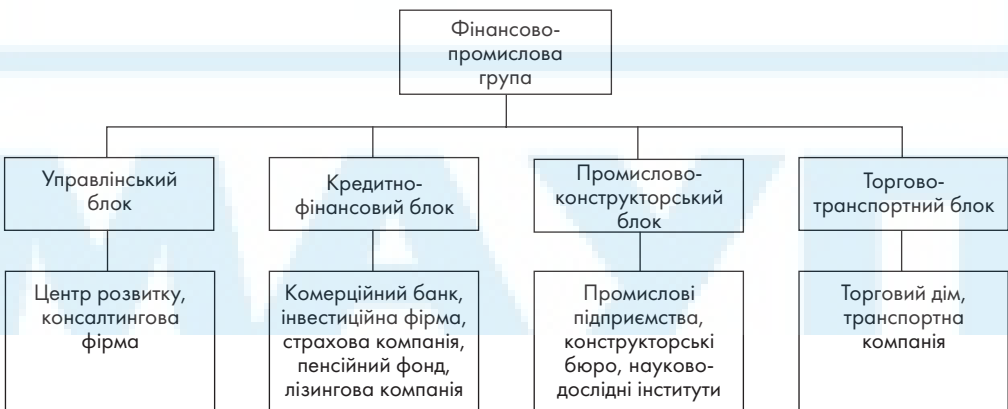 Фінансово-
промислова
група
Управлінський
блок
Кредитно-
фінансовий блок
Промислово-
конструкторський
блок
Торгово-
транспортний блок
Центр розвитку,
консалтингова
фірма
Комерційний банк,
інвестиційна фірма,
страхова компанія,
пенсійний фонд,
лізингова компанія
Промислові
підприємства,
конструкторські
бюро, науково-
дослідні інститути
Торговий дім,
транспортна
компанія